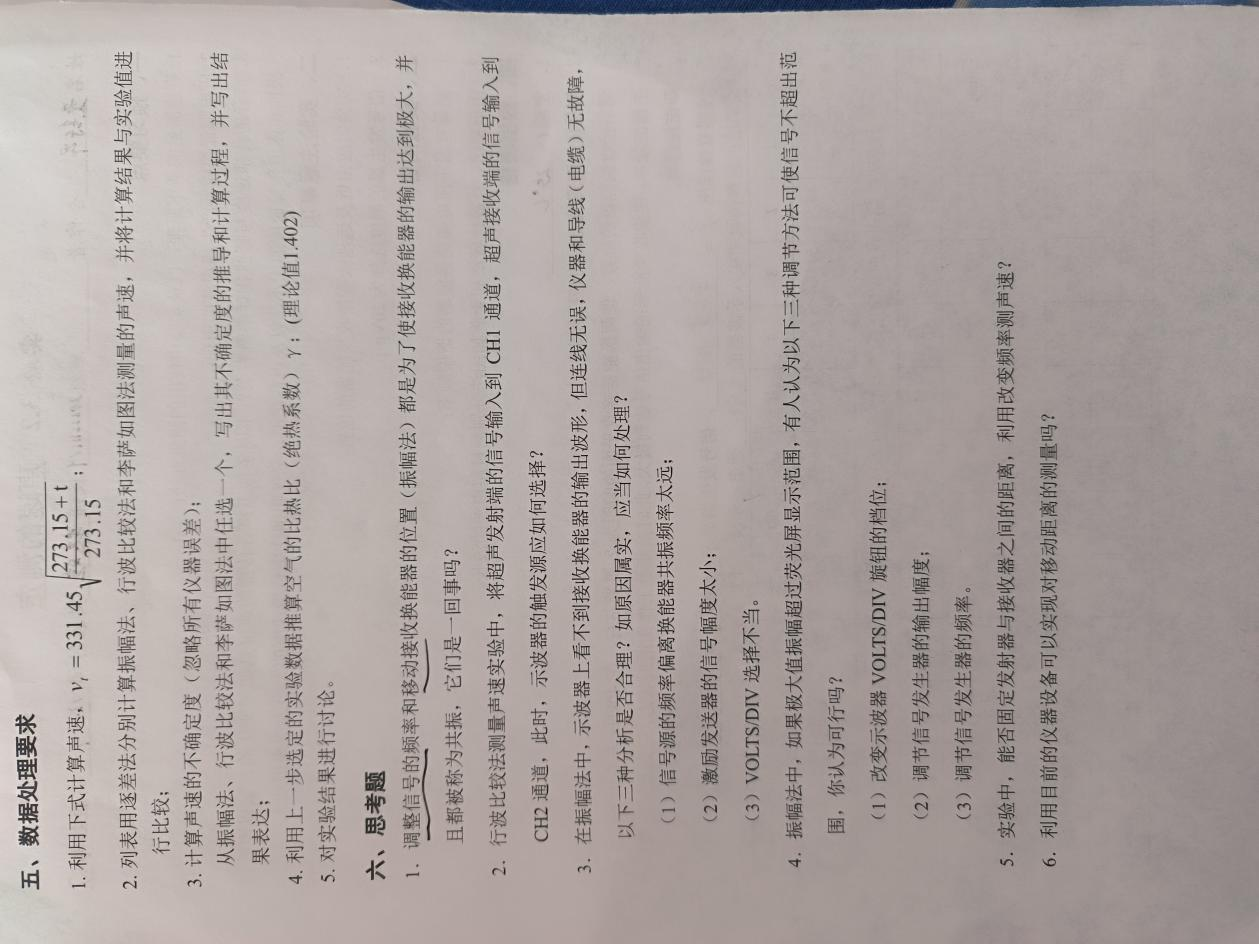 五、数据处理要求
1. 利用下式计算声速，vₜ = 331.45√((273.15+t)/273.15)；
2. 列表用逐差法分别计算振幅法、行波比较法和李萨如图法测量的声速，并将计算结果与实验值进
行比较；
3. 计算声速的不确定度（忽略所有仪器误差）；
从振幅法、行波比较法和李萨如图法中任选一个，写出其不确定度的推导和计算过程，并写出结
果表达；
4. 利用上一步选定的实验数据推算空气的比热比（绝热系数）γ；（理论值1.402)
5. 对实验结果进行讨论。
六、思考题
1. 调整信号的频率和移动接收换能器的位置（振幅法）都是为了使接收换能器的输出达到极大，并
且都被称为共振，它们是一回事吗？
2. 行波比较法测量声速实验中，将超声发射端的信号输入到 CH1 通道，超声接收端的信号输入到
CH2 通道，此时，示波器的触发源应如何选择？
3. 在振幅法中，示波器上看不到接收换能器的输出波形，但连线无误，仪器和导线（电缆）无故障，
以下三种分析是否合理？如原因属实，应当如何处理？
（1）信号源的频率偏离换能器共振频率太远；
（2）激励发送器的信号幅度太小；
（3）VOLTS/DIV 选择不当。
4. 振幅法中，如果极大值振幅超过荧光屏显示范围，有人认为以下三种调节方法可使信号不超出范
围，你认为可行吗？
（1）改变示波器 VOLTS/DIV 旋钮的档位；
（2）调节信号发生器的输出幅度；
（3）调节信号发生器的频率。
5. 实验中，能否固定发射器与接收器之间的距离，利用改变频率测声速？
6. 利用目前的仪器设备可以实现对移动距离的测量吗？